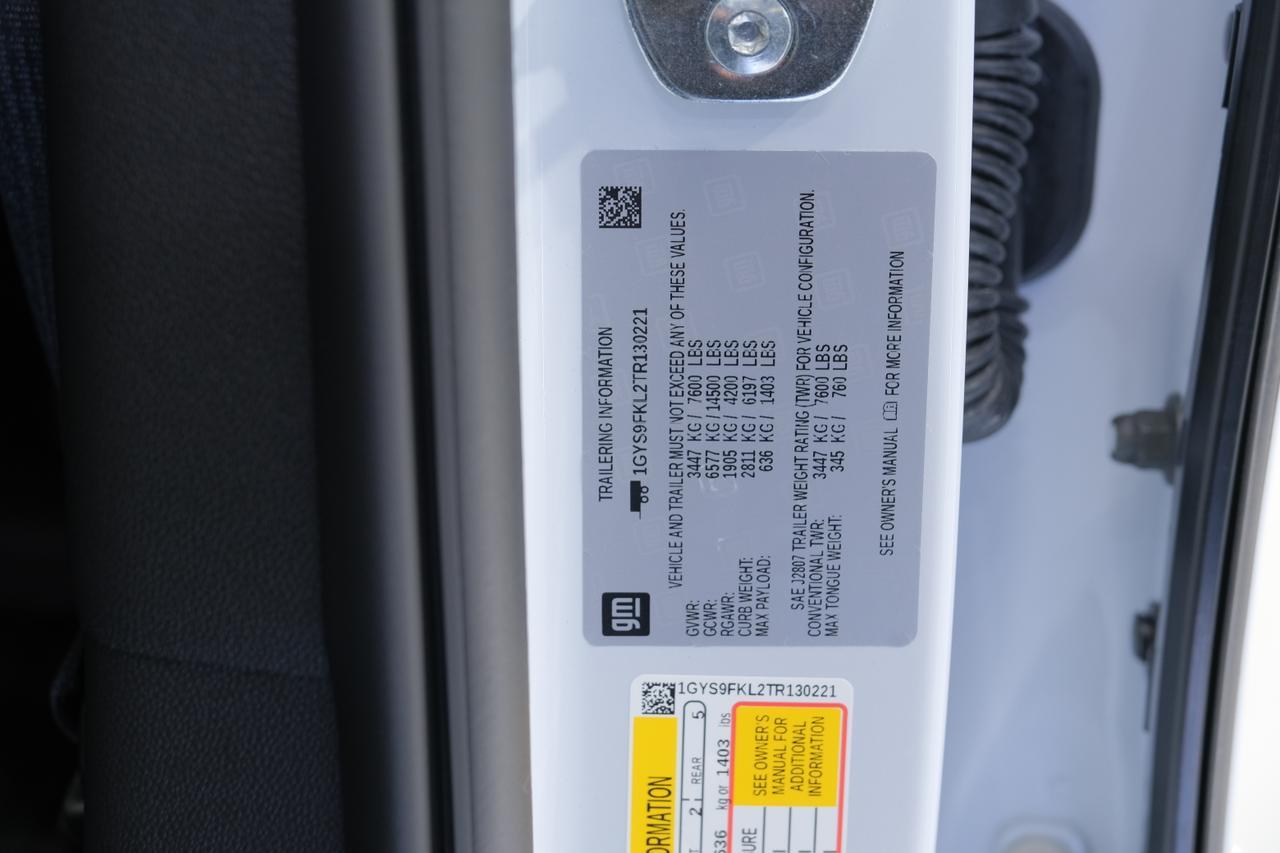 gm
TRAILERING INFORMATION
1GYS9FKL2TR130221
VEHICLE AND TRAILER MUST NOT EXCEED ANY OF THESE VALUES.
GVWR: 3447 KG / 7600 LBS
GCWR: 6577 KG / 14500 LBS
RGAWR: 1905 KG / 4200 LBS
CURB WEIGHT: 2811 KG / 6197 LBS
MAX PAYLOAD: 636 KG / 1403 LBS
SAE J2807 TRAILER WEIGHT RATING (TWR) FOR VEHICLE CONFIGURATION.
CONVENTIONAL TWR: 3447 KG / 7600 LBS
MAX TONGUE WEIGHT: 345 KG / 760 LBS
SEE OWNER'S MANUAL FOR MORE INFORMATION
1GYS9FKL2TR130221
ORMATION
2 REAR 5
636 kg or 1403 lbs
URE
SEE OWNER'S
MANUAL FOR
ADDITIONAL
INFORMATION